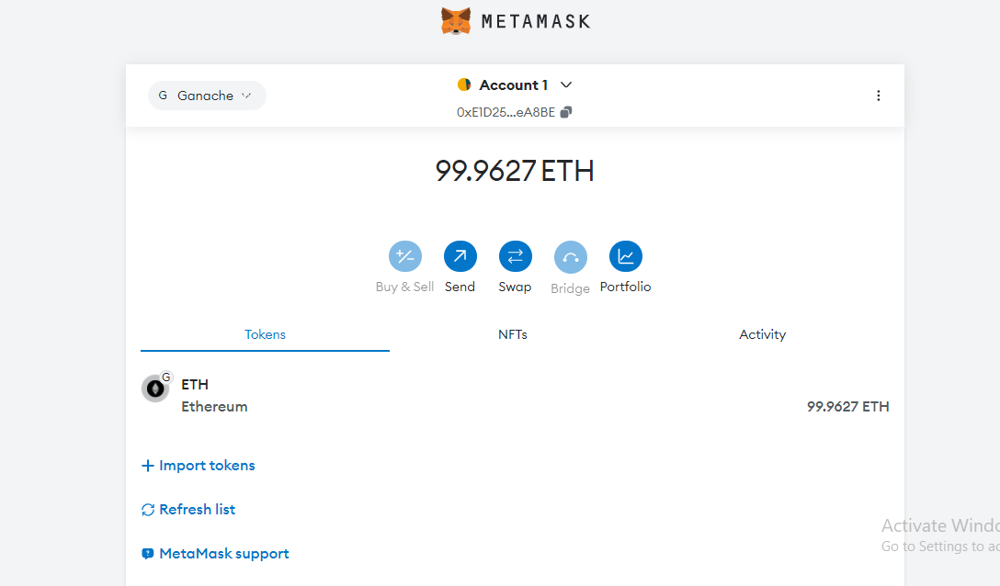 METAMASK
G Ganache
Account 1
0xE1D25...eA8BE
99.9627 ETH
Buy & Sell
Send
Swap
Bridge
Portfolio
Tokens
NFTs
Activity
G
ETH
Ethereum
99.9627 ETH
Import tokens
Refresh list
MetaMask support
Activate Windo
Go to Settings to ac